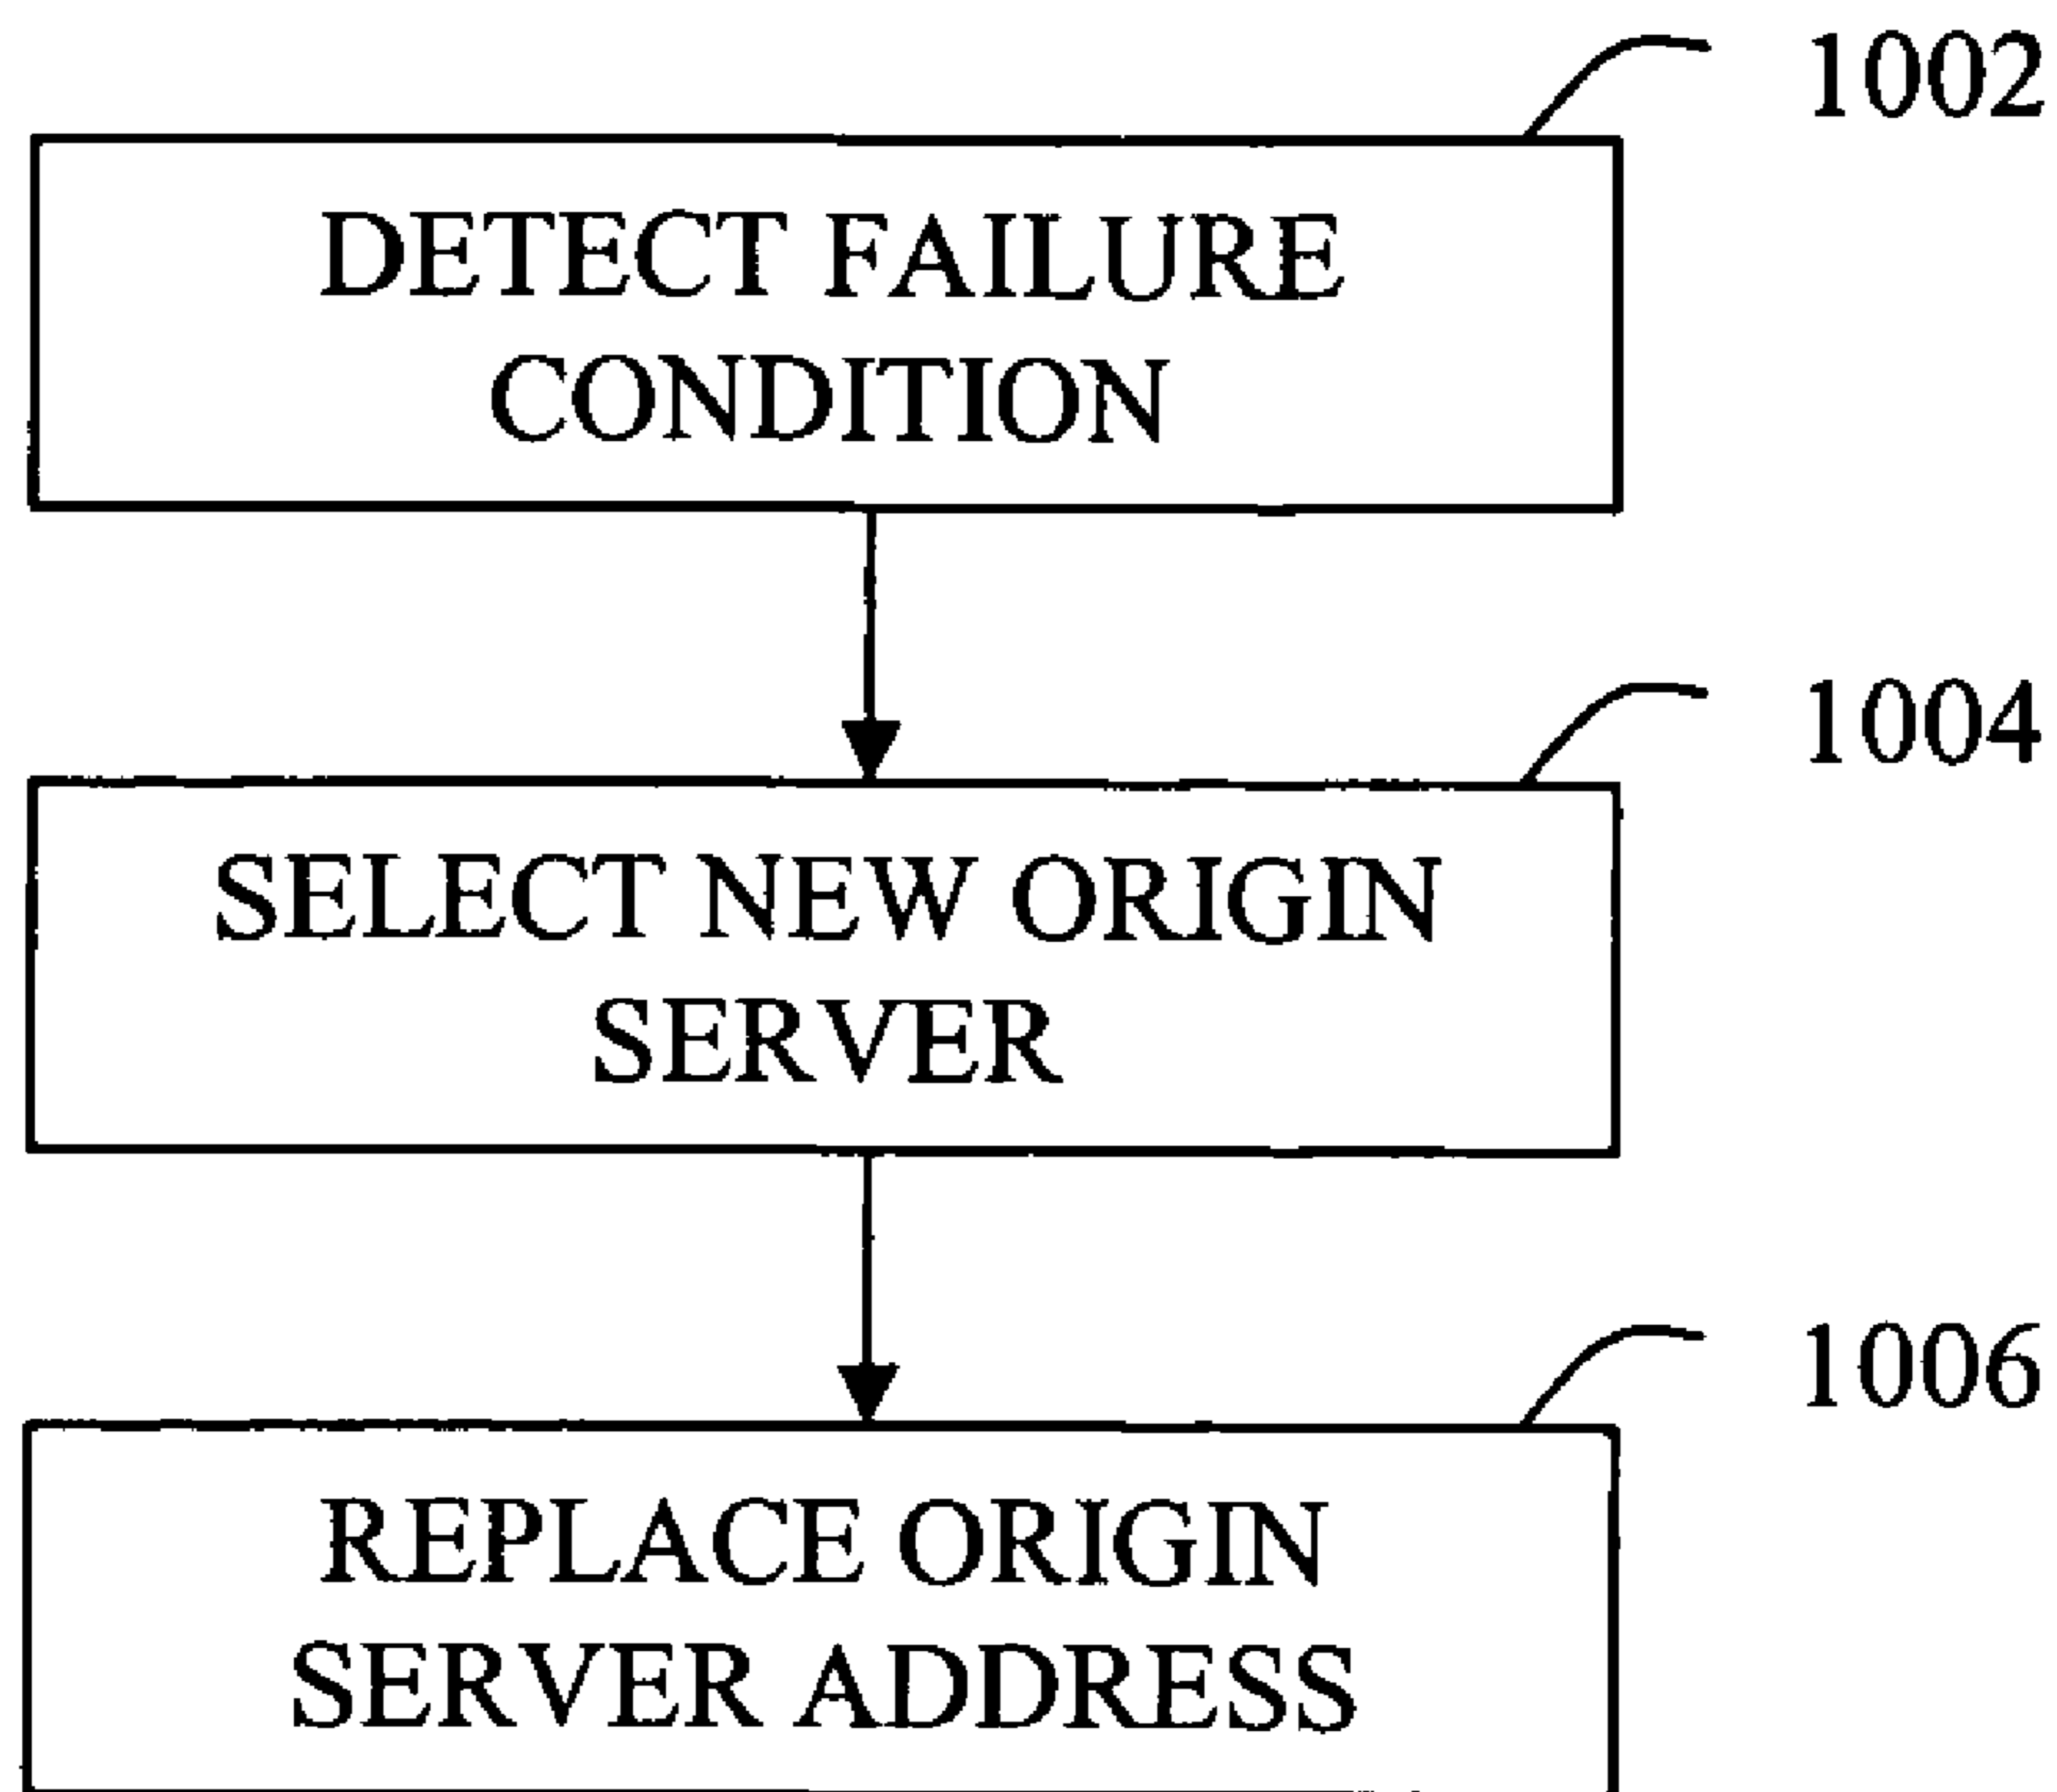 1002
DETECT FAILURE
CONDITION
1004
SELECT NEW ORIGIN
SERVER
1006
REPLACE ORIGIN
SERVER ADDRESS